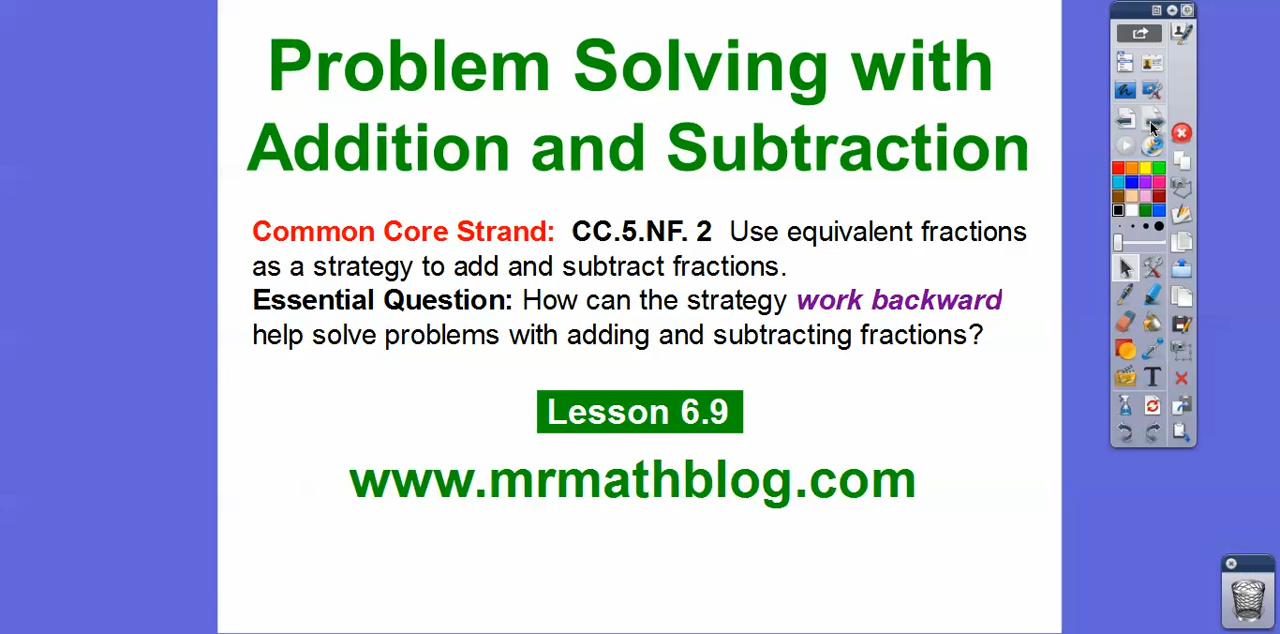 Problem Solving with
Addition and Subtraction
Common Core Strand: CC.5.NF. 2 Use equivalent fractions
as a strategy to add and subtract fractions.
Essential Question: How can the strategy work backward
help solve problems with adding and subtracting fractions?
Lesson 6.9
www.mrmathblog.com
T